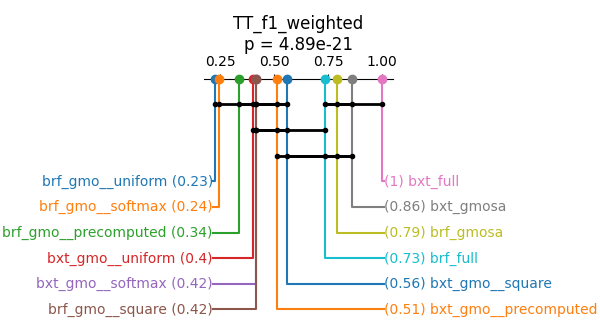 TT_f1_weighted
p = 4.89e-21
0.25 0.50 0.75 1.00
brf_gmo__uniform (0.23) (1) bxt_full
brf_gmo__softmax (0.24) (0.86) bxt_gmosa
brf_gmo__precomputed (0.34) (0.79) brf_gmosa
bxt_gmo__uniform (0.4) (0.73) brf_full
bxt_gmo__softmax (0.42) (0.56) bxt_gmo__square
brf_gmo__square (0.42) (0.51) bxt_gmo__precomputed